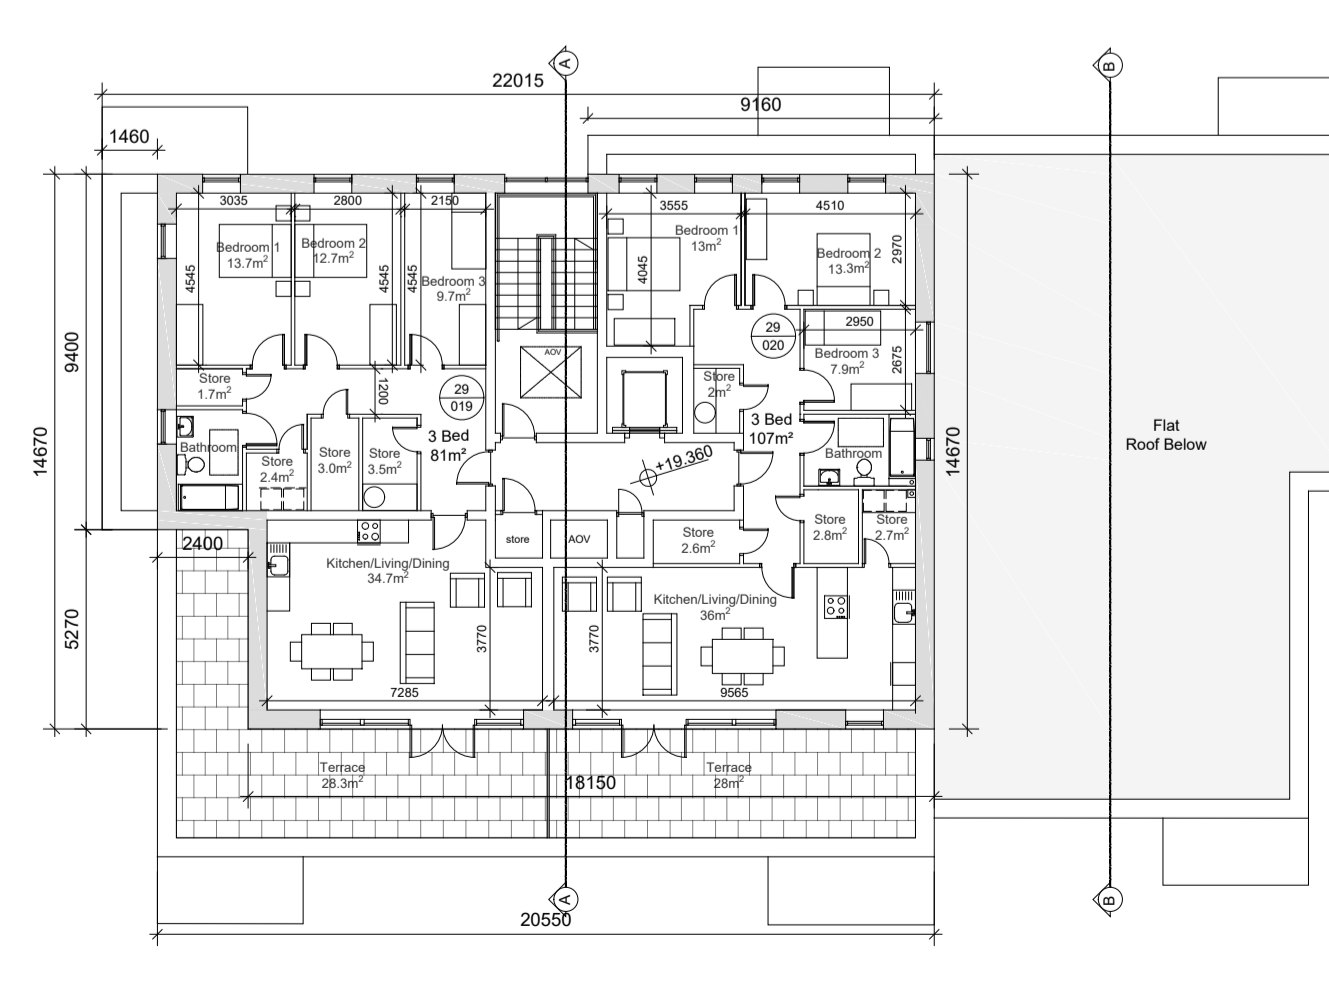 A
B
22015
9160
1460
3035
2800
2150
3555
4510
Bedroom 1
13.7m²
Bedroom 2
12.7m²
Bedroom 3
9.7m²
Bedroom 1
13m²
Bedroom 2
13.3m²
4545
4545
4545
4045
2970
2950
Bedroom 3
7.9m²
2675
29
020
29
019
AOV
9400
14670
5270
14670
Store
1.7m²
1200
Store
2m²
3 Bed
81m²
3 Bed
107m²
Bathroom
Store
2.4m²
Store
3.0m²
Store
3.5m²
+19.360
Bathroom
Flat
Roof Below
2400
store
AOV
Store
2.6m²
Store
2.8m²
Store
2.7m²
Kitchen/Living/Dining
34.7m²
Kitchen/Living/Dining
36m²
3770
3770
7285
9565
Terrace
28.3m²
Terrace
28m²
18150
A
B
20550